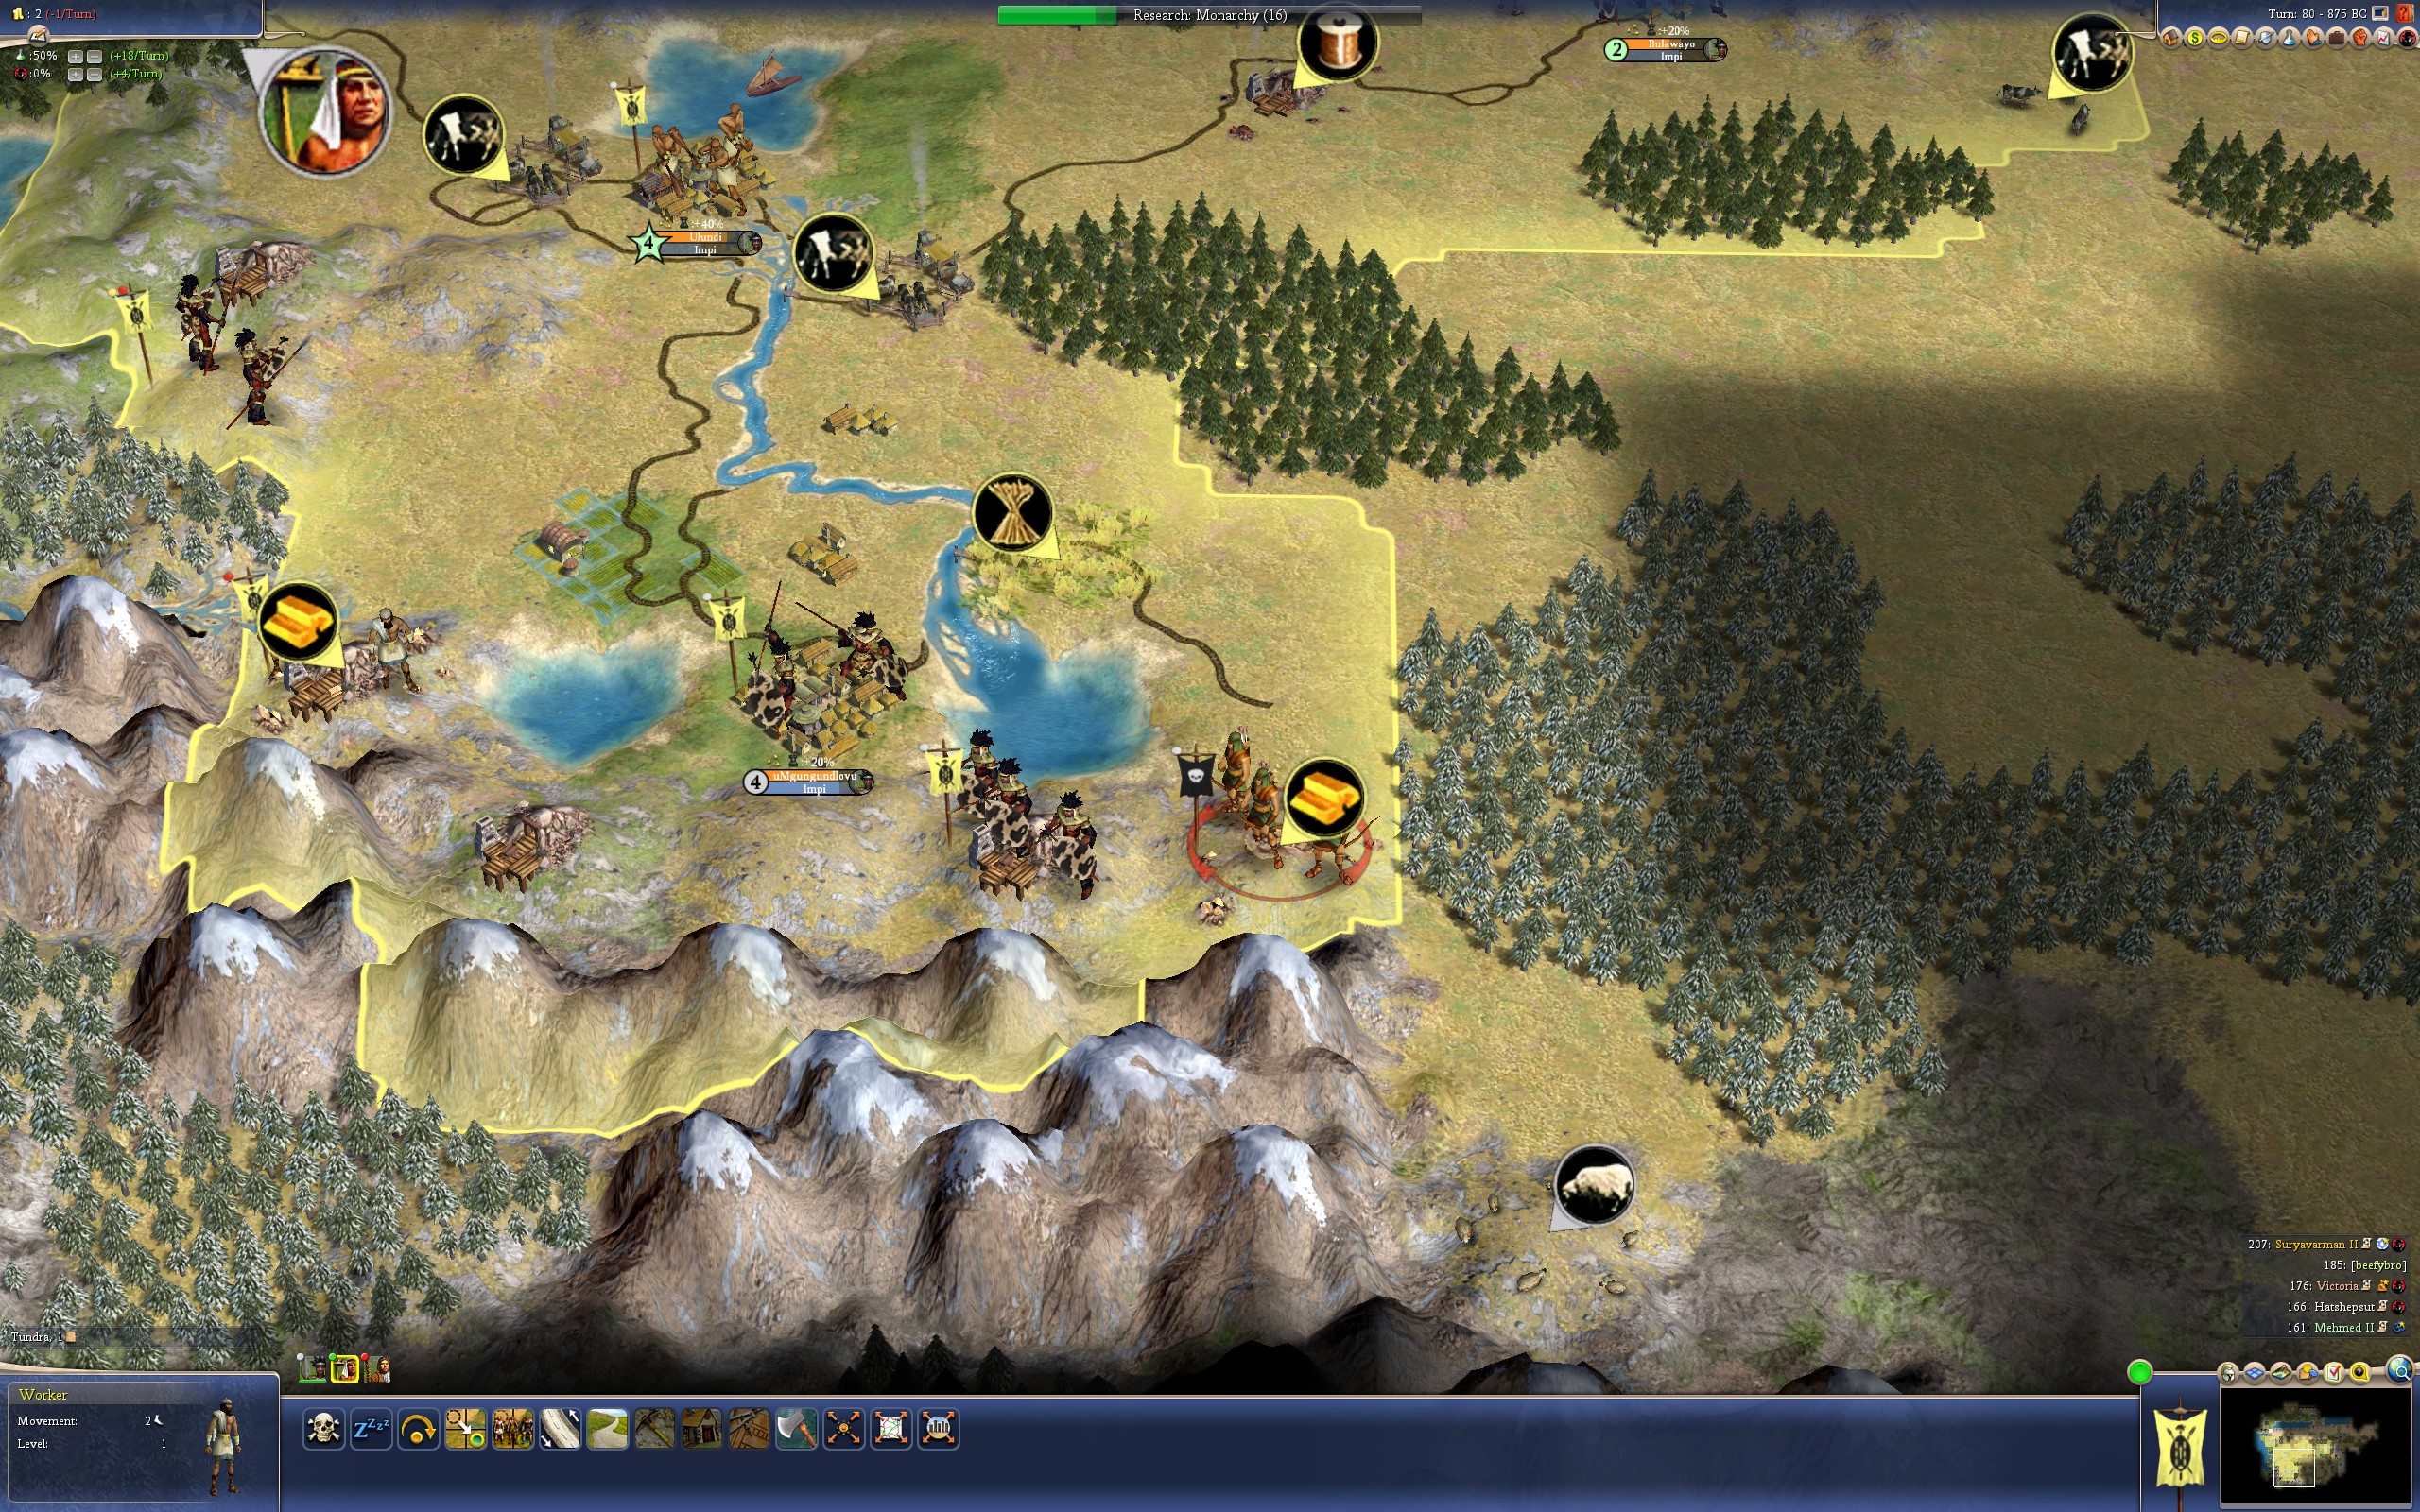 : 2 (-1/Turn)
Research: Monarchy (16)
Turn: 80 - 875 BC
:50% (+18/Turn)
:0% (+4/Turn)
:+20%
2 Bulawayo
Impi
:+40%
4 Ulundi
Impi
:+20%
4 uMgungundlovu
Impi
207: Suryavarman II
185: [beefybro]
176: Victoria
166: Hatshepsut
161: Mehmed II
Tundra, 1
Worker
Movement: 2
Level: 1
ZZzz